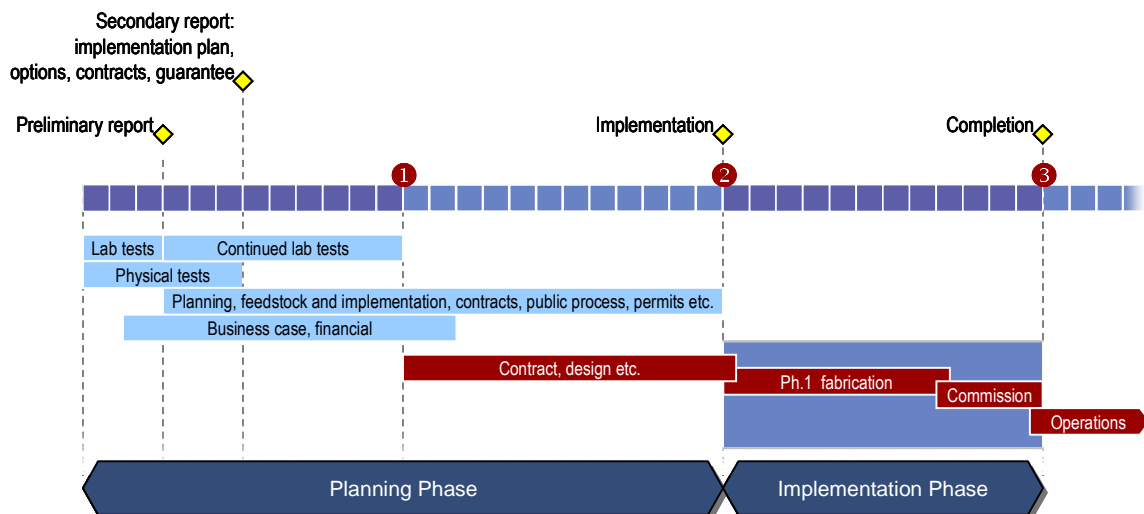 Secondary report:
implementation plan,
options, contracts, guarantee
Preliminary report
Implementation
Completion
1
2
3
Lab tests
Continued lab tests
Physical tests
Planning, feedstock and implementation, contracts, public process, permits etc.
Business case, financial
Contract, design etc.
Ph.1 fabrication
Commission
Operations
Planning Phase
Implementation Phase